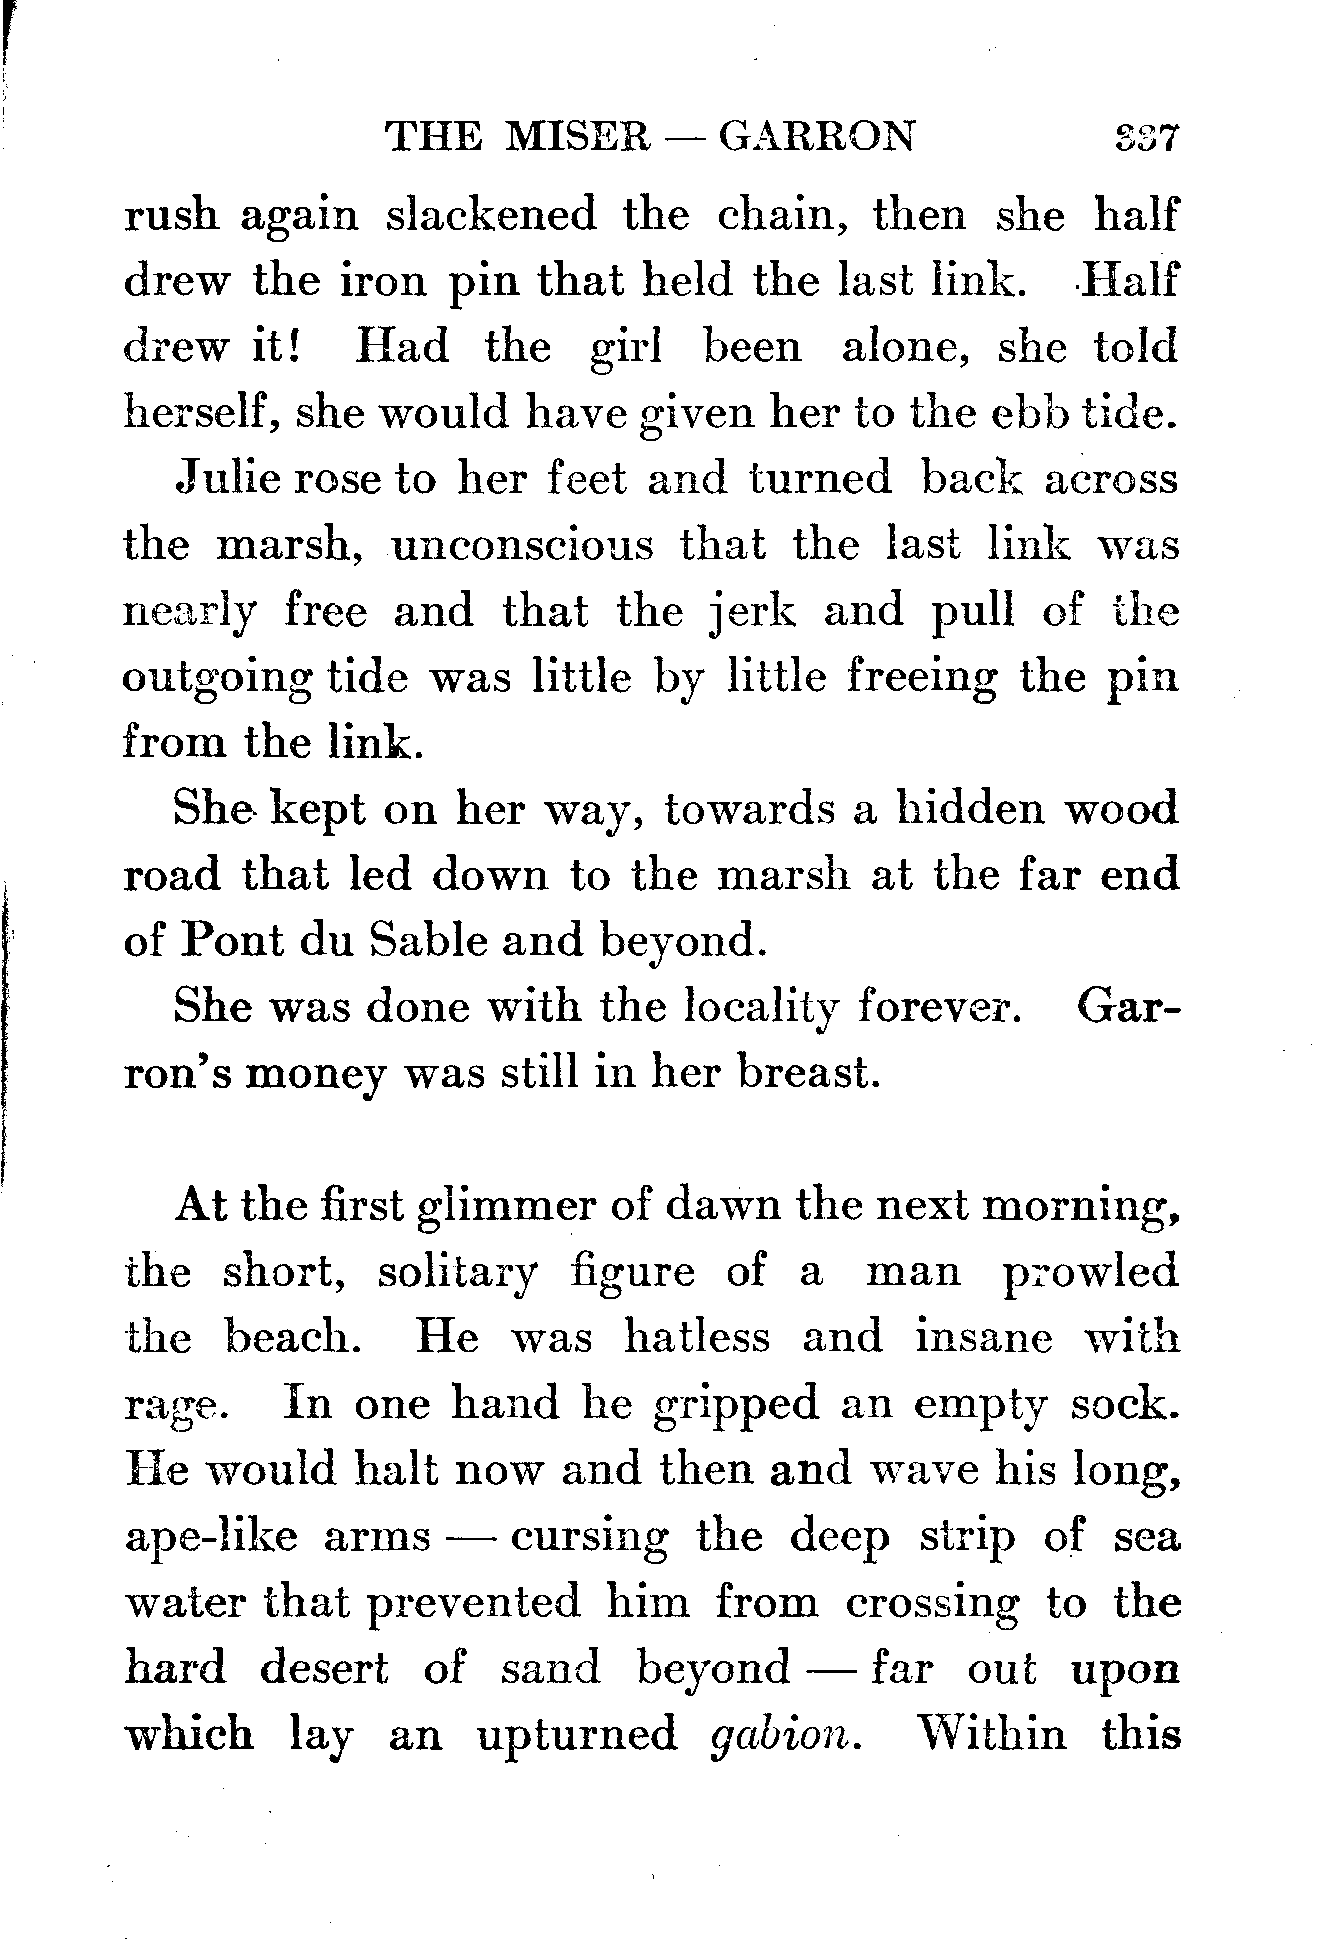 THE MISER — GARRON 337
rush again slackened the chain, then she half
drew the iron pin that held the last link. Half
drew it! Had the girl been alone, she told
herself, she would have given her to the ebb tide.
Julie rose to her feet and turned back across
the marsh, unconscious that the last link was
nearly free and that the jerk and pull of the
outgoing tide was little by little freeing the pin
from the link.
She kept on her way, towards a hidden wood
road that led down to the marsh at the far end
of Pont du Sable and beyond.
She was done with the locality forever. Gar-
ron's money was still in her breast.
At the first glimmer of dawn the next morning,
the short, solitary figure of a man prowled
the beach. He was hatless and insane with
rage. In one hand he gripped an empty sock.
He would halt now and then and wave his long,
ape-like arms — cursing the deep strip of sea
water that prevented him from crossing to the
hard desert of sand beyond — far out upon
which lay an upturned gabion. Within this